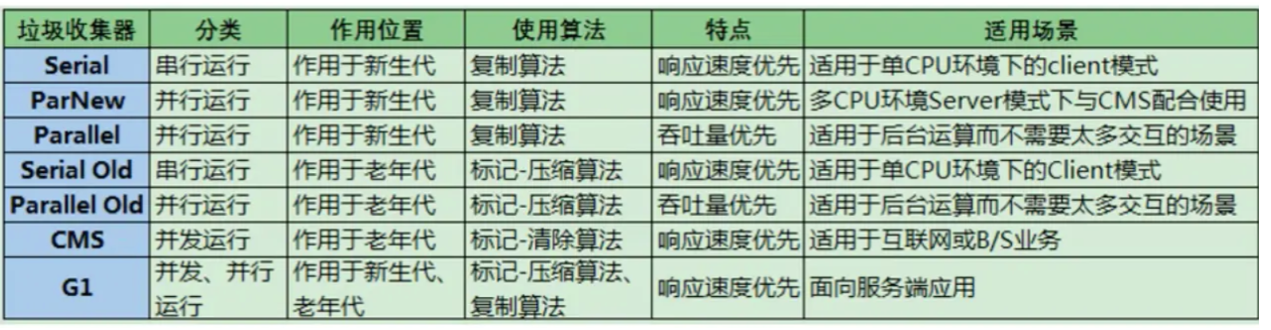 垃圾收集器 分类 作用位置 使用算法 特点 适用场景
Serial 串行运行 作用于新生代 复制算法 响应速度优先 适用于单CPU环境下的client模式
ParNew 并行运行 作用于新生代 复制算法 响应速度优先 多CPU环境Server模式下与CMS配合使用
Parallel 并行运行 作用于新生代 复制算法 吞吐量优先 适用于后台运算而不需要太多交互的场景
Serial Old 串行运行 作用于老年代 标记-压缩算法 响应速度优先 适用于单CPU环境下的Client模式
Parallel Old 并行运行 作用于老年代 标记-压缩算法 吞吐量优先 适用于后台运算而不需要太多交互的场景
CMS 并发运行 作用于老年代 标记-清除算法 响应速度优先 适用于互联网或B/S业务
G1 并发、并行 作用于新生代、 标记-压缩算法、 响应速度优先 面向服务端应用
运行 老年代 复制算法